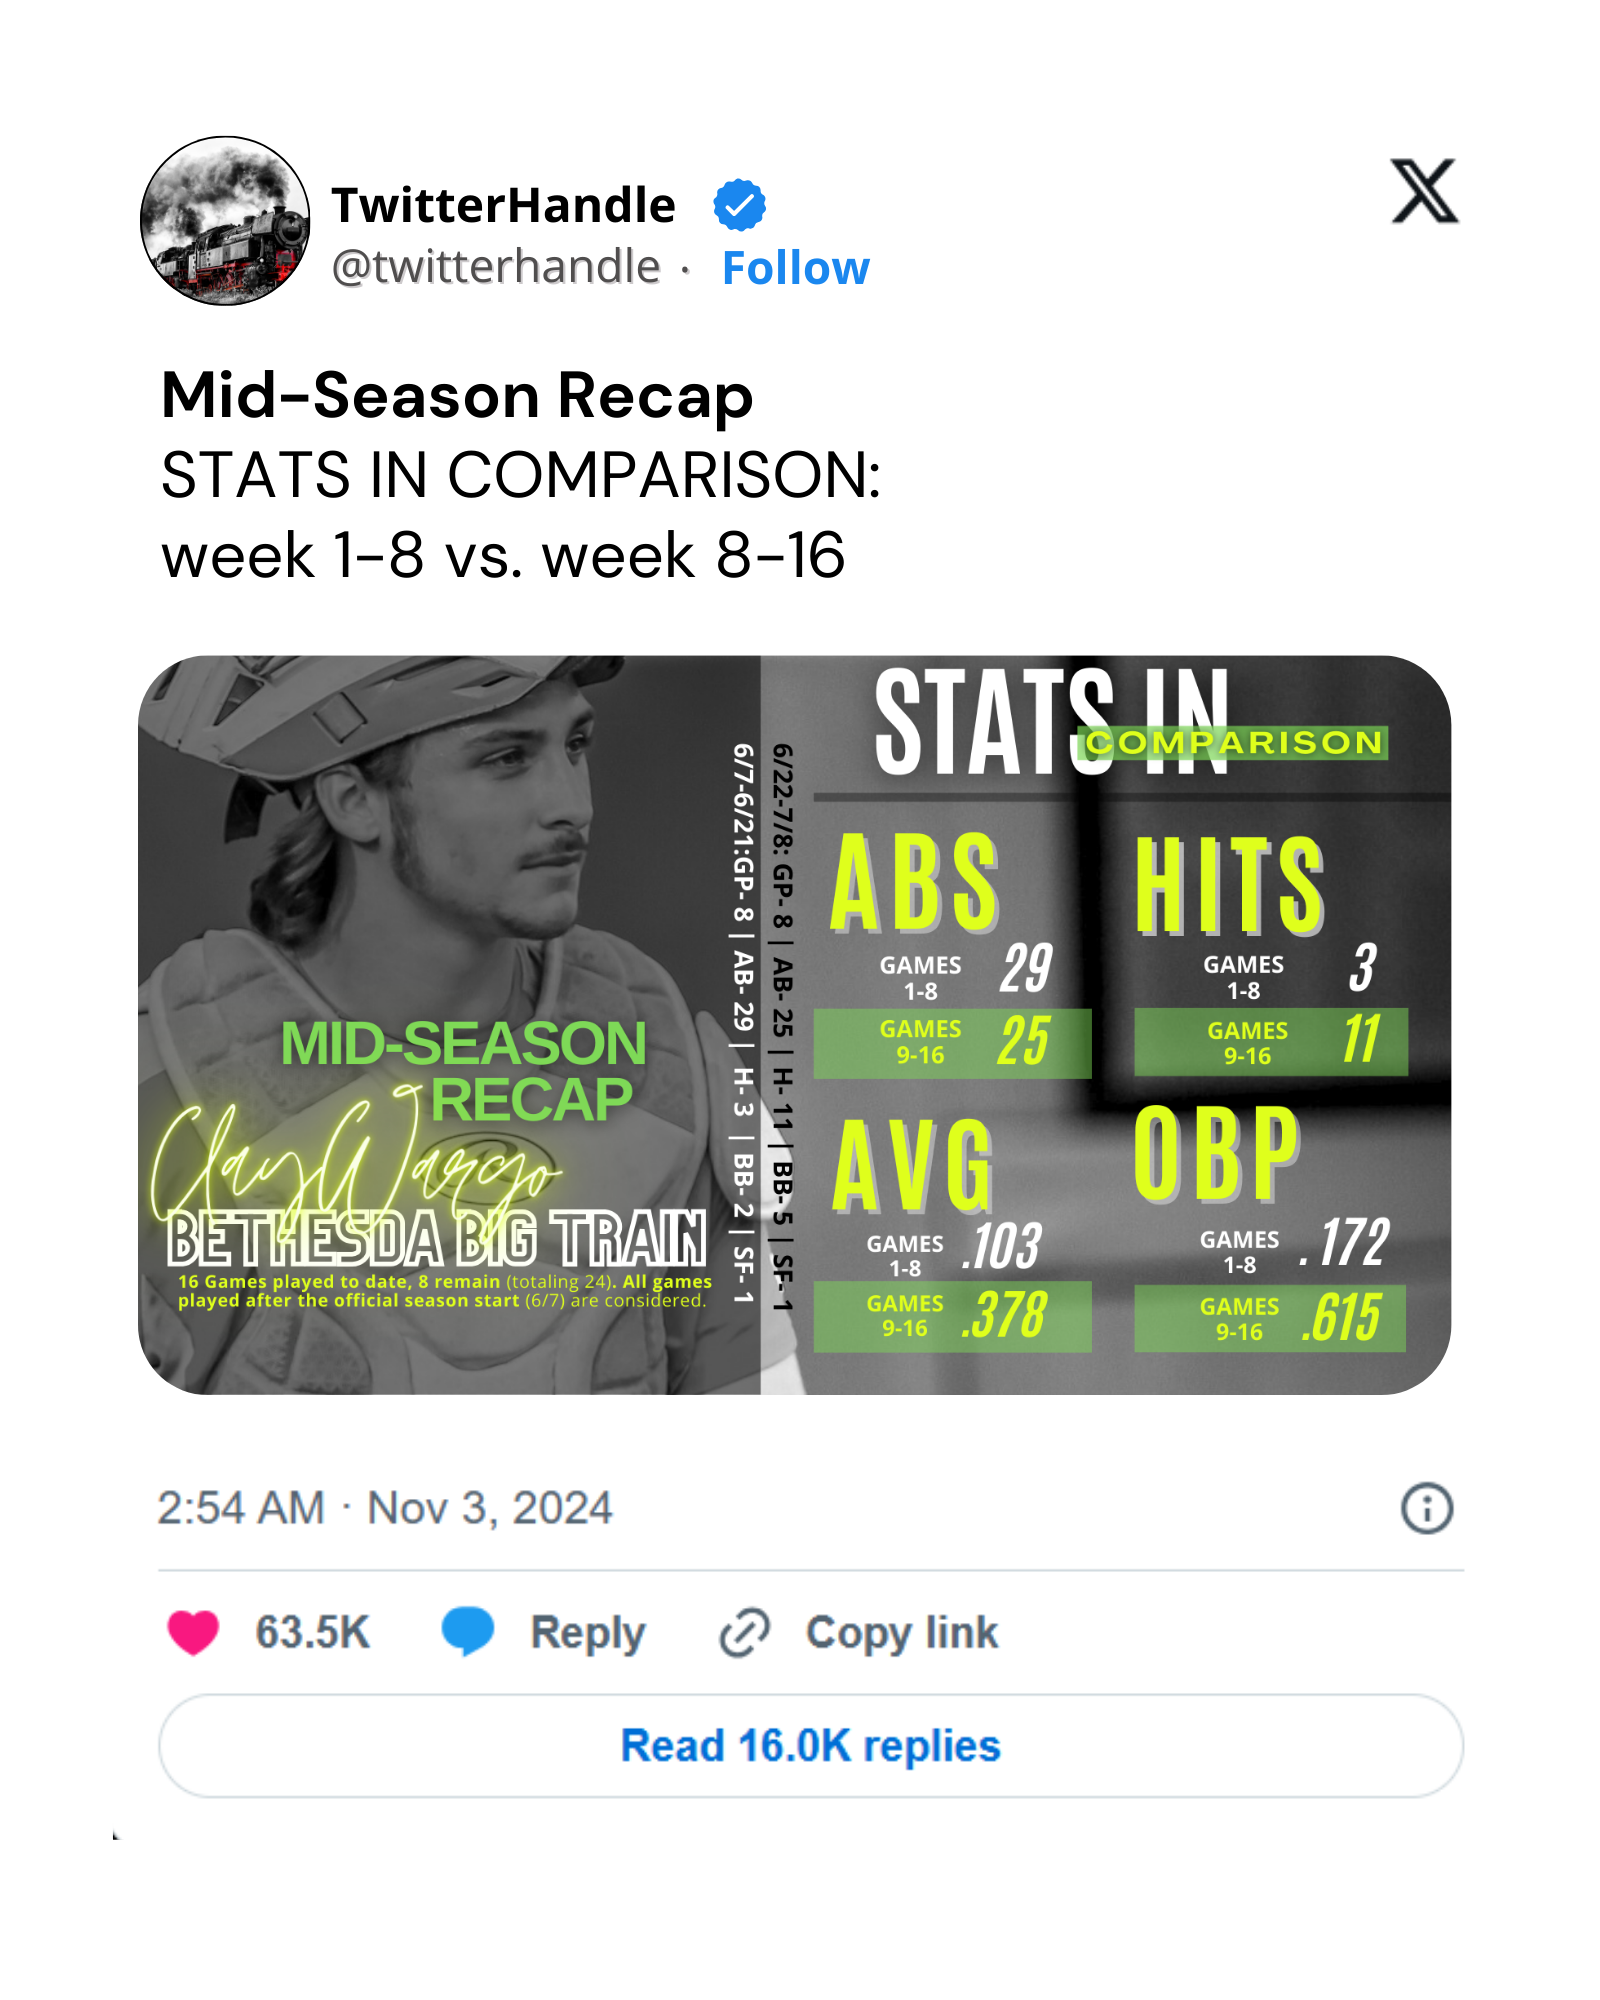 TwitterHandle
@twitterhandle · Follow
Mid-Season Recap
STATS IN COMPARISON:
week 1-8 vs. week 8-16
MID-SEASON
RECAP
Clay Wargo
BETHESDA BIG TRAIN
16 Games played to date, 8 remain (totaling 24). All games
played after the official season start (6/7) are considered.
6/7-6/21:GP- 8 | AB- 29 | H- 3 | BB- 2 | SF- 1
6/22-7/8: GP- 8 | AB- 25 | H- 11 | BB- 5 | SF- 1
STATS IN
COMPARISON
ABS
GAMES
1-8
29
GAMES
9-16
25
HITS
GAMES
1-8
3
GAMES
9-16
11
AVG
GAMES
1-8
.103
GAMES
9-16
.378
OBP
GAMES
1-8
.172
GAMES
9-16
.615
2:54 AM · Nov 3, 2024
63.5K Reply Copy link
Read 16.0K replies